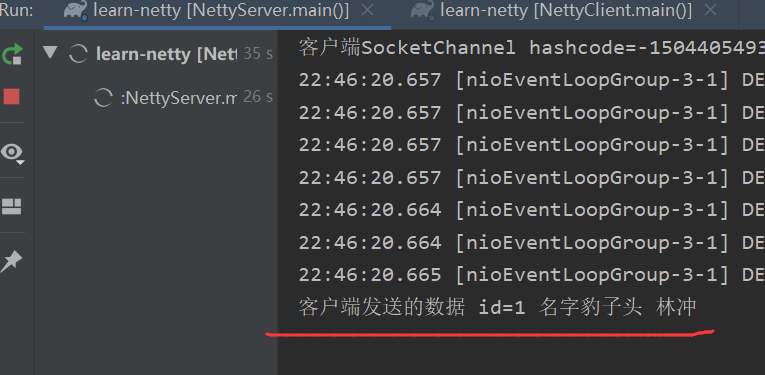 Run:
learn-netty [NettyServer.main()]
learn-netty [NettyClient.main()]
learn-netty [Net 35 s
:NettyServer.m 26 s
客户端SocketChannel hashcode=-1504405493
22:46:20.657 [nioEventLoopGroup-3-1] DE
22:46:20.657 [nioEventLoopGroup-3-1] DE
22:46:20.657 [nioEventLoopGroup-3-1] DE
22:46:20.657 [nioEventLoopGroup-3-1] DE
22:46:20.664 [nioEventLoopGroup-3-1] DE
22:46:20.664 [nioEventLoopGroup-3-1] DE
22:46:20.665 [nioEventLoopGroup-3-1] DE
客户端发送的数据 id=1 名字豹子头 林冲